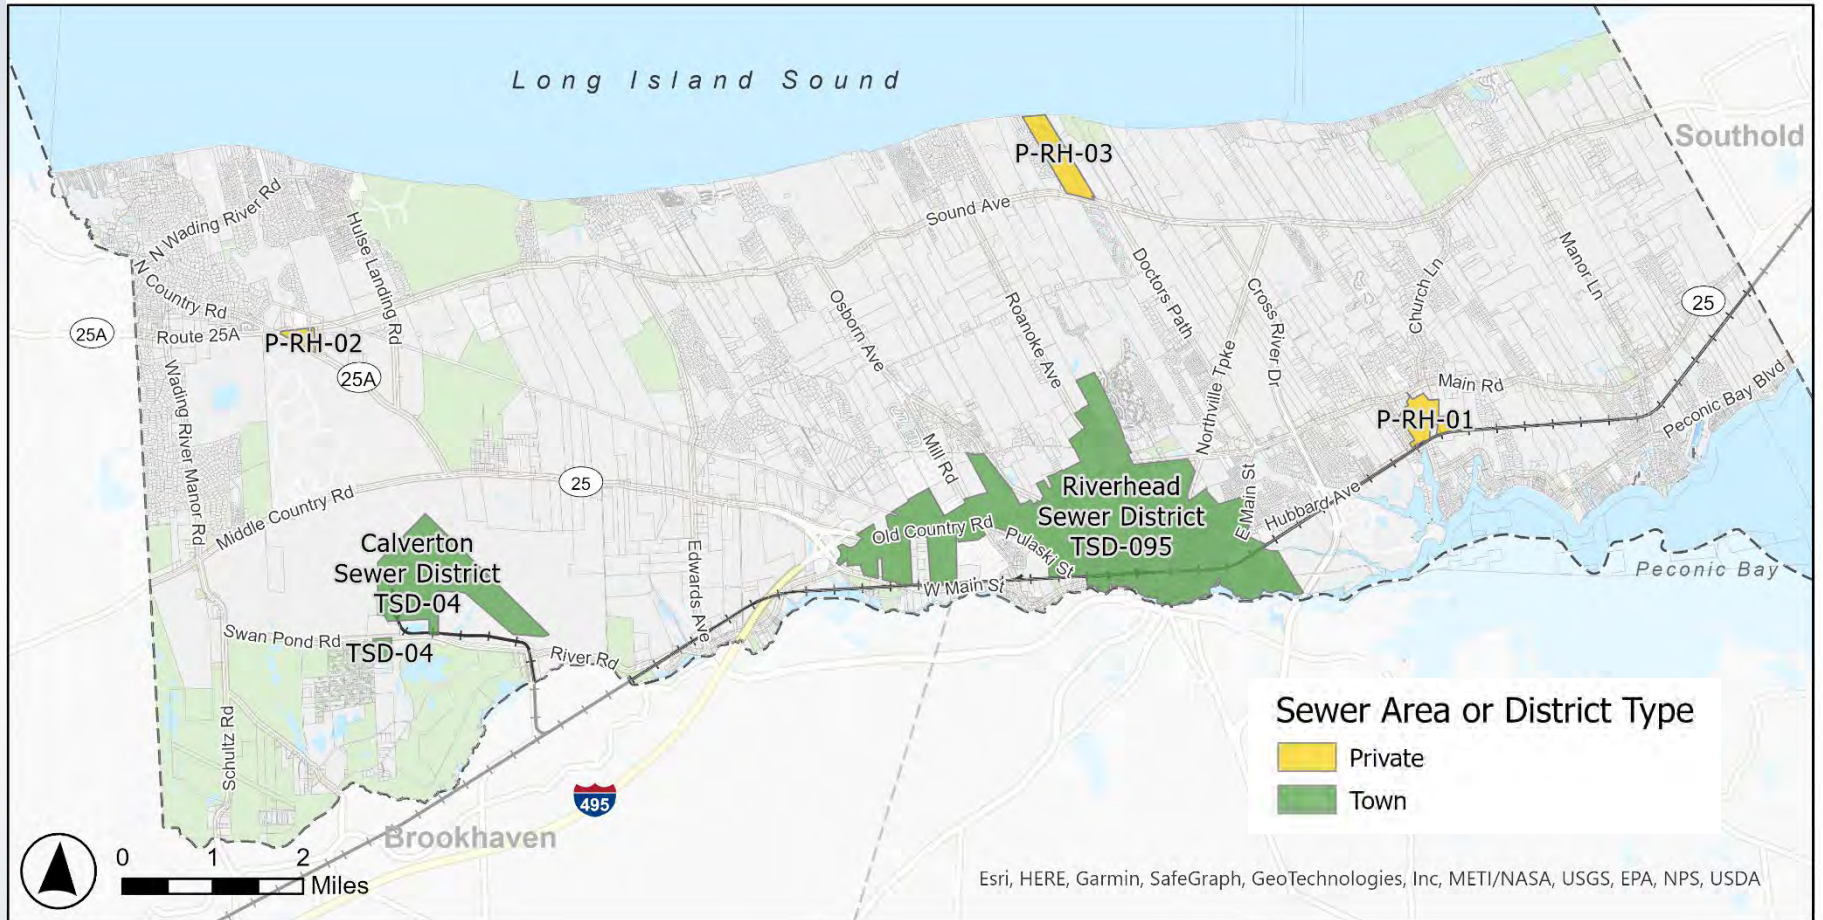 Long Island Sound
Southold
P-RH-03
N Wading River Rd
Hulse Landing Rd
Sound Ave
N Country Rd
Doctors Path
Manor Ln
Church Ln
Cross River Dr
Osborn Ave
Roanoke Ave
25
25A
Route 25A
P-RH-02
25A
Northville Tpke
Main Rd
Peconic Bay Blvd
P-RH-01
Wading River Manor Rd
Mill Rd
25
Middle Country Rd
Riverhead
Sewer District
TSD-095
E Main St
Hubbard Ave
Old Country Rd
Pulaski St
Calverton
Sewer District
TSD-04
Edwards Ave
W Main St
Peconic Bay
Swan Pond Rd
TSD-04
River Rd
Schultz Rd
Sewer Area or District Type
Private
Town
495
Brookhaven
0 1 2
Miles
Esri, HERE, Garmin, SafeGraph, GeoTechnologies, Inc, METI/NASA, USGS, EPA, NPS, USDA